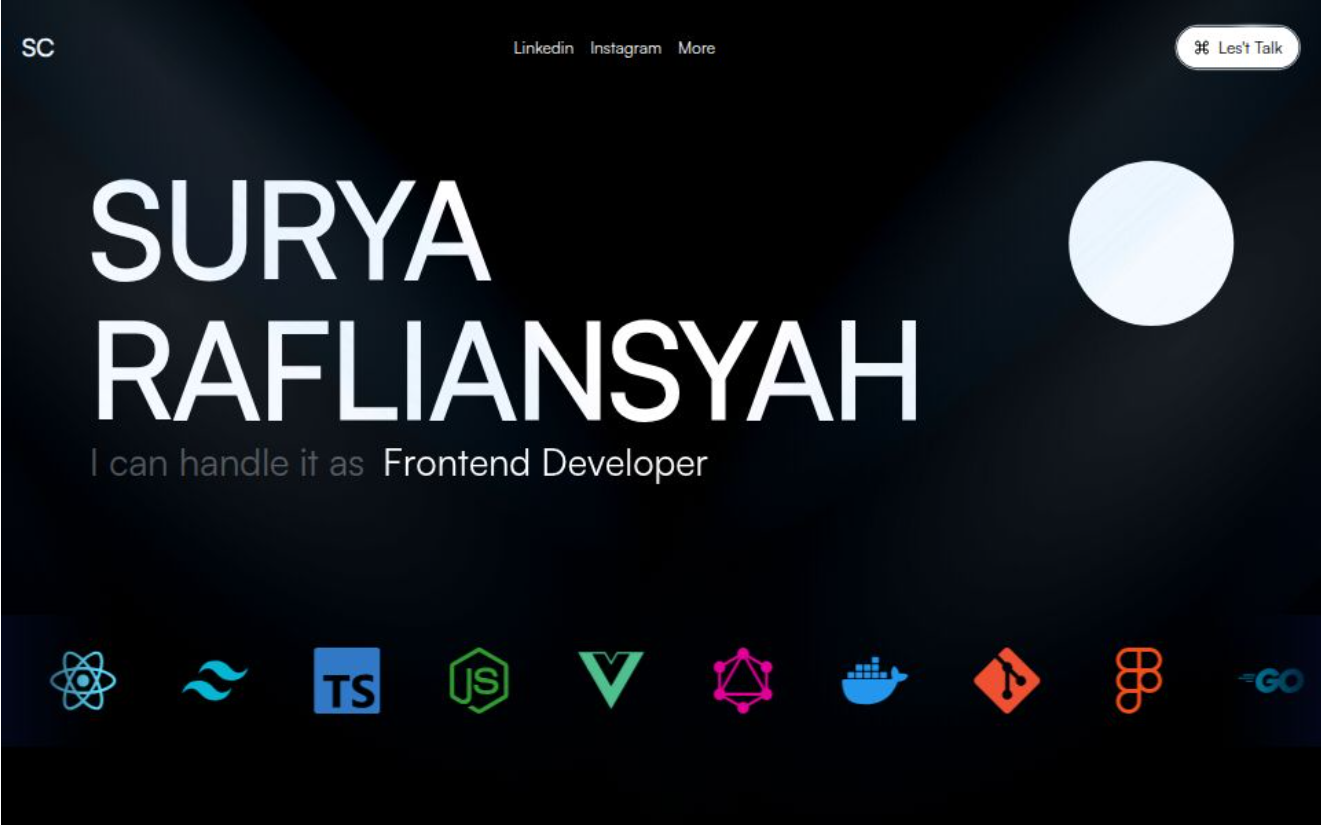 SC
Linkedin Instagram More
⌘ Les't Talk
SURYA
RAFLIANSYAH
I can handle it as Frontend Developer
TS
JS
GO